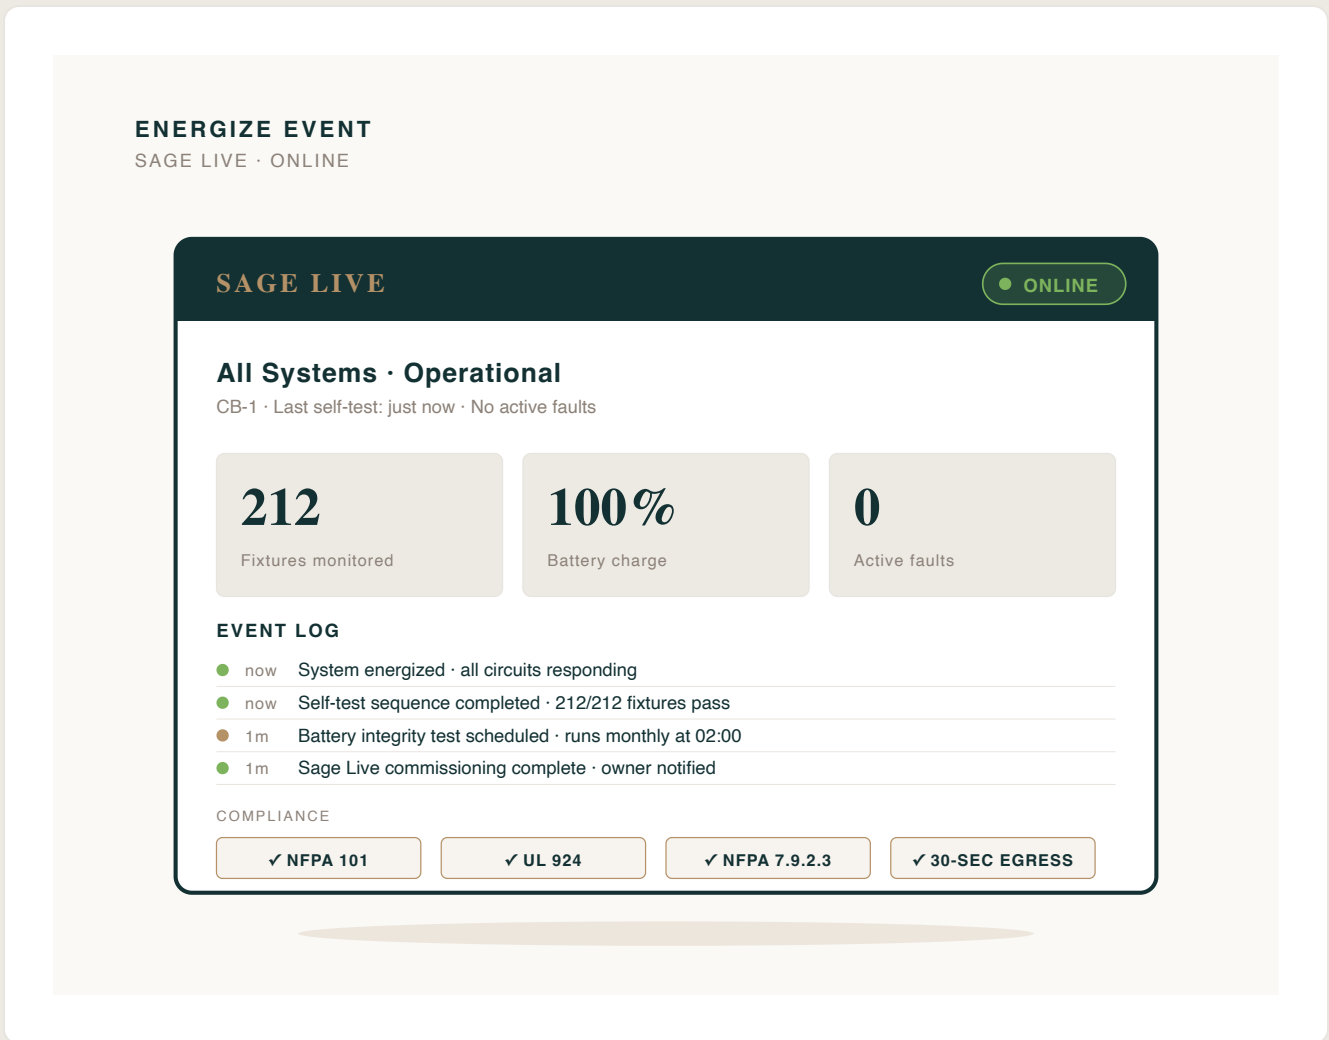 ENERGIZE EVENT
SAGE LIVE · ONLINE
SAGE LIVE
ONLINE
All Systems · Operational
CB-1 · Last self-test: just now · No active faults
212
Fixtures monitored
100%
Battery charge
0
Active faults
EVENT LOG
now System energized · all circuits responding
now Self-test sequence completed · 212/212 fixtures pass
1m Battery integrity test scheduled · runs monthly at 02:00
1m Sage Live commissioning complete · owner notified
COMPLIANCE
✓ NFPA 101
✓ UL 924
✓ NFPA 7.9.2.3
✓ 30-SEC EGRESS